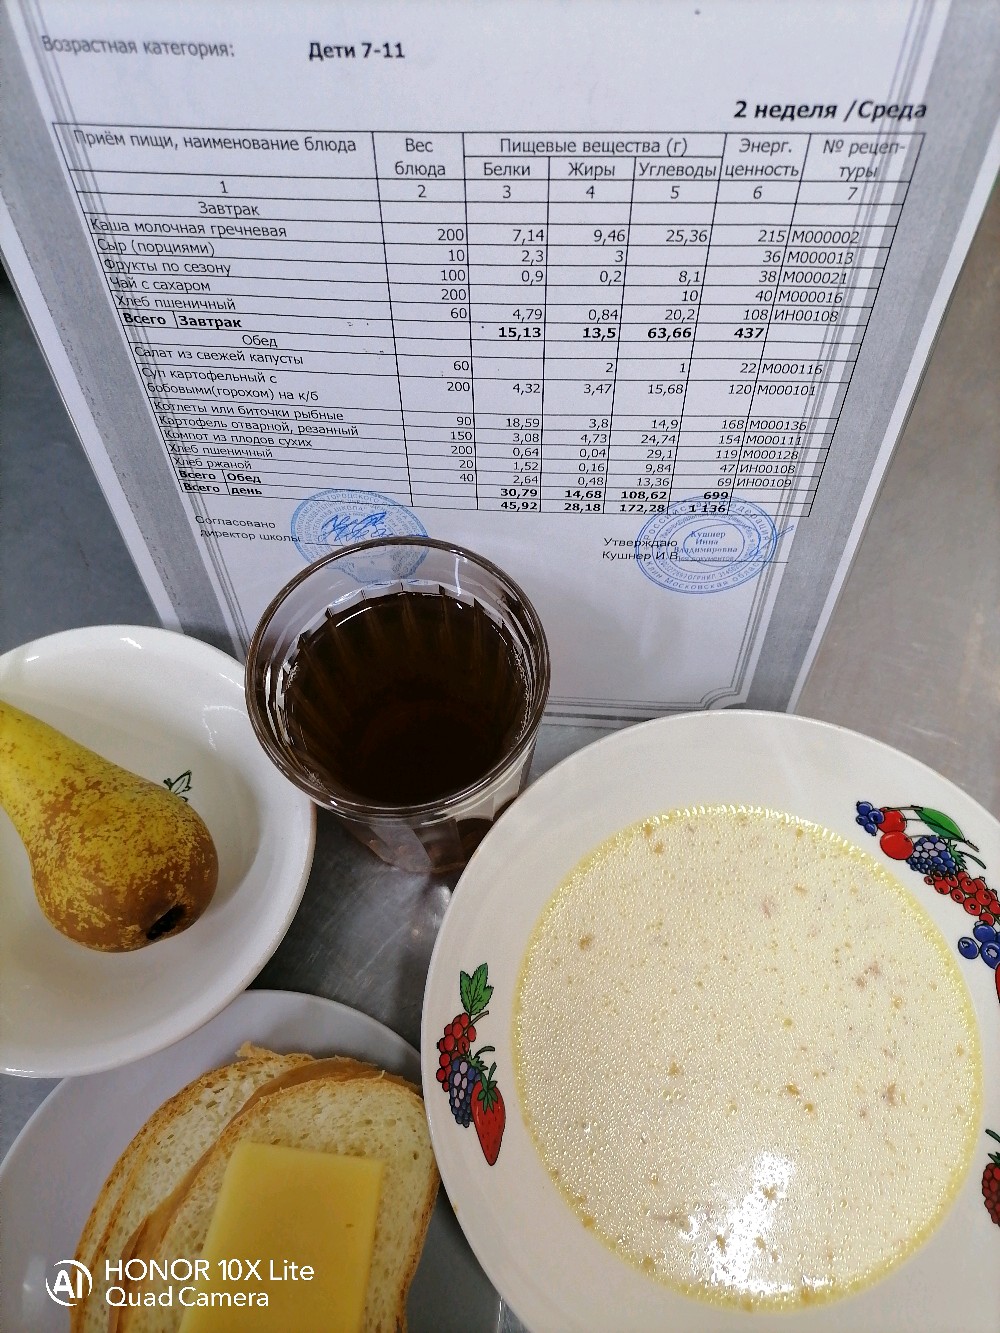 Возрастная категория: Дети 7-11
2 неделя /Среда
Приём пищи, наименование блюда Вес блюда Пищевые вещества (г) Энерг. ценность № рецеп-туры
Белки Жиры Углеводы
1 2 3 4 5 6 7
Завтрак
Каша молочная гречневая 200 7,14 9,46 25,36 215 М000002
Сыр (порциями) 10 2,3 3 36 М000013
Фрукты по сезону 100 0,9 0,2 8,1 38 М000021
Чай с сахаром 200 10 40 М000016
Хлеб пшеничный 60 4,79 0,84 20,2 108 ИН00108
Всего Завтрак 15,13 13,5 63,66 437
Обед
Салат из свежей капусты 60 2 1 22 М000116
Суп картофельный с
бобовыми(горохом) на к/б 200 4,32 3,47 15,68 120 М000101
Котлеты или биточки рыбные 90 18,59 3,8 14,9 168 М000136
Картофель отварной, резанный 150 3,08 4,73 24,74 154 М000111
Компот из плодов сухих 200 0,64 0,04 29,1 119 М000128
Хлеб пшеничный 20 1,52 0,16 9,84 47 ИН00108
Хлеб ржаной 40 2,64 0,48 13,36 69 ИН00109
Всего Обед 30,79 14,68 108,62 699
Всего день 45,92 28,18 172,28 1 136
Согласовано
директор школы
Утверждаю
Кушнер И.В.
Кушнер
Инна
Владимировна
HONOR 10X Lite
Quad Camera